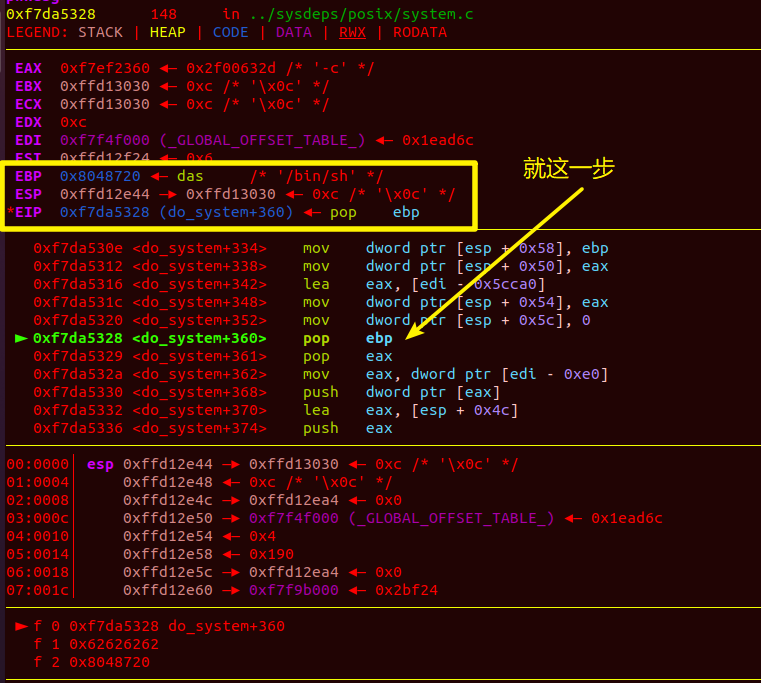 0xf7da5328 148 in ../sysdeps/posix/system.c
LEGEND: STACK | HEAP | CODE | DATA | RWX | RODATA
EAX 0xf7ef2360 ◂— 0x2f00632d /* '-c' */
EBX 0xffd13030 ◂— 0xc /* '\x0c' */
ECX 0xffd13030 ◂— 0xc /* '\x0c' */
EDX 0xc
EDI 0xf7f4f000 (_GLOBAL_OFFSET_TABLE_) ◂— 0x1ead6c
ESI 0xffd12f24 ◂— 0x6
EBP 0x8048720 ◂— das /* '/bin/sh' */
ESP 0xffd12e44 —▸ 0xffd13030 ◂— 0xc /* '\x0c' */
*EIP 0xf7da5328 (do_system+360) ◂— pop ebp
就这一步
0xf7da530e <do_system+334> mov dword ptr [esp + 0x58], ebp
0xf7da5312 <do_system+338> mov dword ptr [esp + 0x50], eax
0xf7da5316 <do_system+342> lea eax, [edi - 0x5cca0]
0xf7da531c <do_system+348> mov dword ptr [esp + 0x54], eax
0xf7da5320 <do_system+352> mov dword ptr [esp + 0x5c], 0
► 0xf7da5328 <do_system+360> pop ebp
0xf7da5329 <do_system+361> pop eax
0xf7da532a <do_system+362> mov eax, dword ptr [edi - 0xe0]
0xf7da5330 <do_system+368> push dword ptr [eax]
0xf7da5332 <do_system+370> lea eax, [esp + 0x4c]
0xf7da5336 <do_system+374> push eax
00:0000│ esp 0xffd12e44 —▸ 0xffd13030 ◂— 0xc /* '\x0c' */
01:0004│ 0xffd12e48 ◂— 0xc /* '\x0c' */
02:0008│ 0xffd12e4c —▸ 0xffd12ea4 ◂— 0x0
03:000c│ 0xffd12e50 —▸ 0xf7f4f000 (_GLOBAL_OFFSET_TABLE_) ◂— 0x1ead6c
04:0010│ 0xffd12e54 ◂— 0x4
05:0014│ 0xffd12e58 ◂— 0x190
06:0018│ 0xffd12e5c —▸ 0xffd12ea4 ◂— 0x0
07:001c│ 0xffd12e60 —▸ 0xf7f9b000 ◂— 0x2bf24
► f 0 0xf7da5328 do_system+360
f 1 0x62626262
f 2 0x8048720